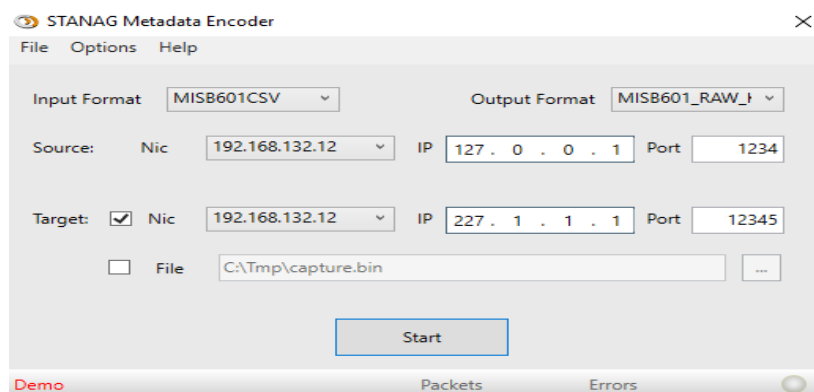 STANAG Metadata Encoder
File Options Help
Input Format MISB601CSV Output Format MISB601_RAW_
Source: Nic 192.168.132.12 IP 127 . 0 . 0 . 1 Port 1234
Target: Nic 192.168.132.12 IP 227 . 1 . 1 . 1 Port 12345
File C:\Tmp\capture.bin ...
Start
Demo Packets Errors